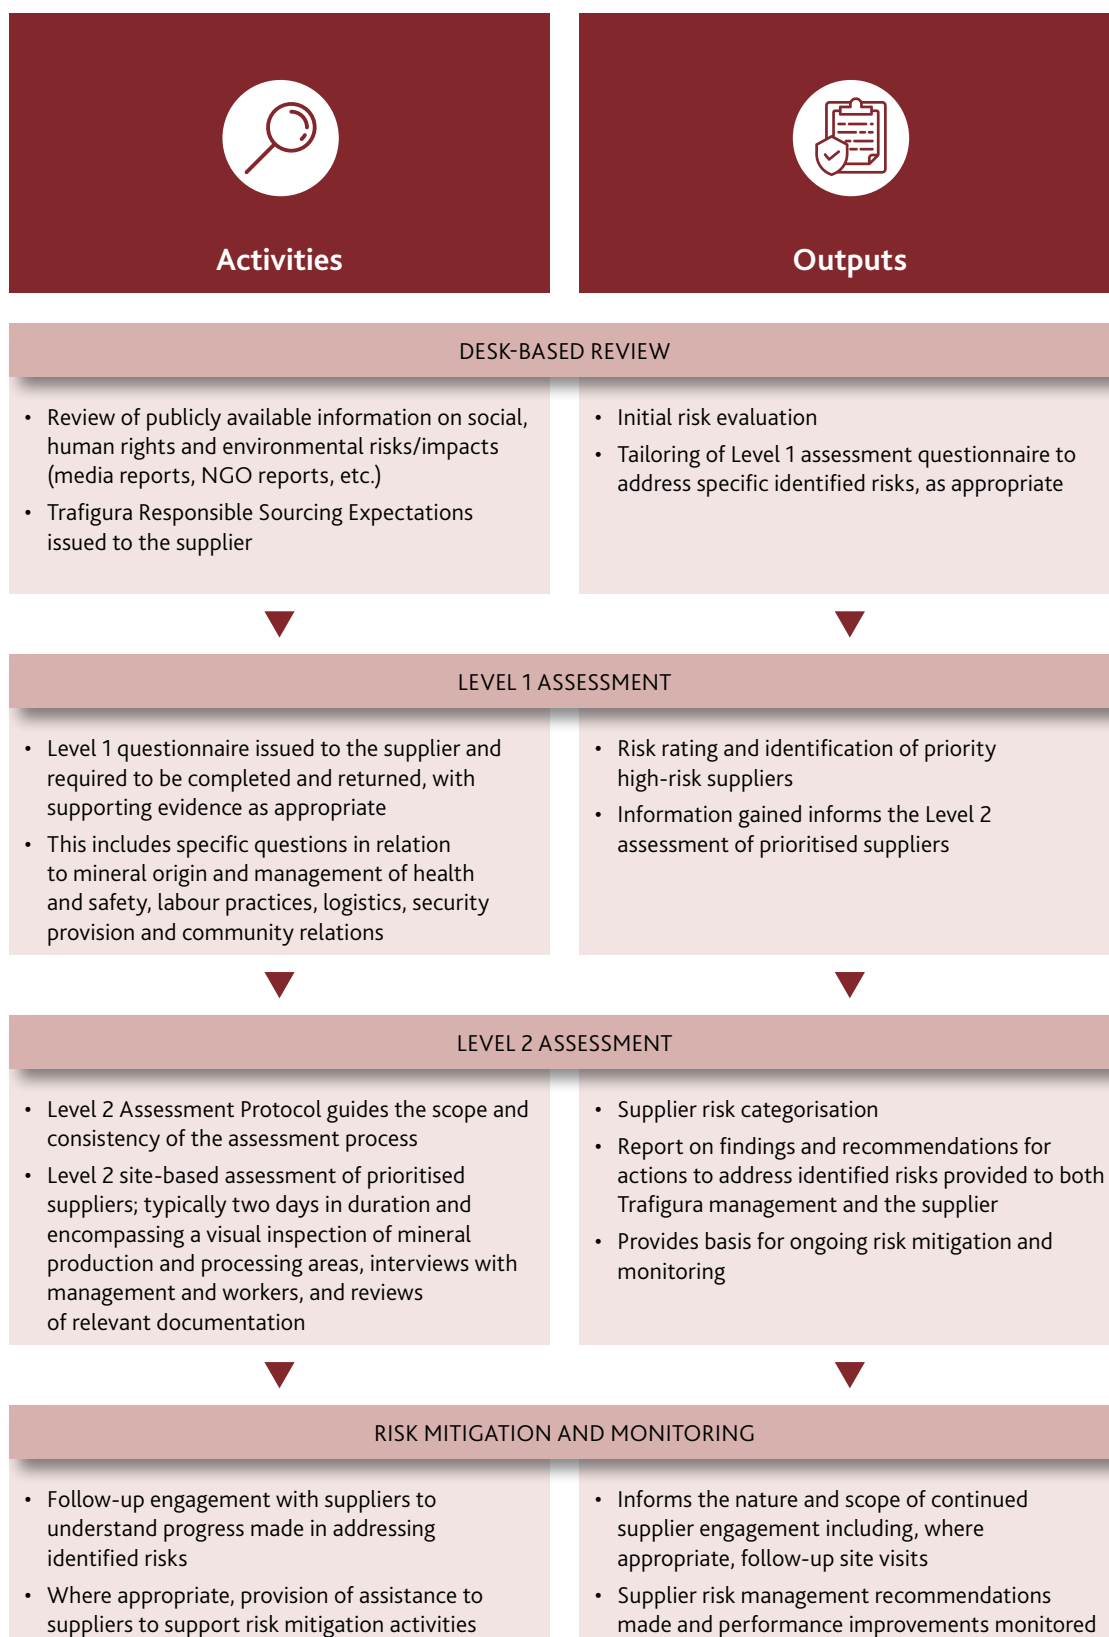 Activities
Outputs
DESK-BASED REVIEW
• Review of publicly available information on social,
human rights and environmental risks/impacts
(media reports, NGO reports, etc.)
• Trafigura Responsible Sourcing Expectations
issued to the supplier
• Initial risk evaluation
• Tailoring of Level 1 assessment questionnaire to
address specific identified risks, as appropriate
LEVEL 1 ASSESSMENT
• Level 1 questionnaire issued to the supplier and
required to be completed and returned, with
supporting evidence as appropriate
• This includes specific questions in relation
to mineral origin and management of health
and safety, labour practices, logistics, security
provision and community relations
• Risk rating and identification of priority
high-risk suppliers
• Information gained informs the Level 2
assessment of prioritised suppliers
LEVEL 2 ASSESSMENT
• Level 2 Assessment Protocol guides the scope and
consistency of the assessment process
• Level 2 site-based assessment of prioritised
suppliers; typically two days in duration and
encompassing a visual inspection of mineral
production and processing areas, interviews with
management and workers, and reviews
of relevant documentation
• Supplier risk categorisation
• Report on findings and recommendations for
actions to address identified risks provided to both
Trafigura management and the supplier
• Provides basis for ongoing risk mitigation and
monitoring
RISK MITIGATION AND MONITORING
• Follow-up engagement with suppliers to
understand progress made in addressing
identified risks
• Where appropriate, provision of assistance to
suppliers to support risk mitigation activities
• Informs the nature and scope of continued
supplier engagement including, where
appropriate, follow-up site visits
• Supplier risk management recommendations
made and performance improvements monitored